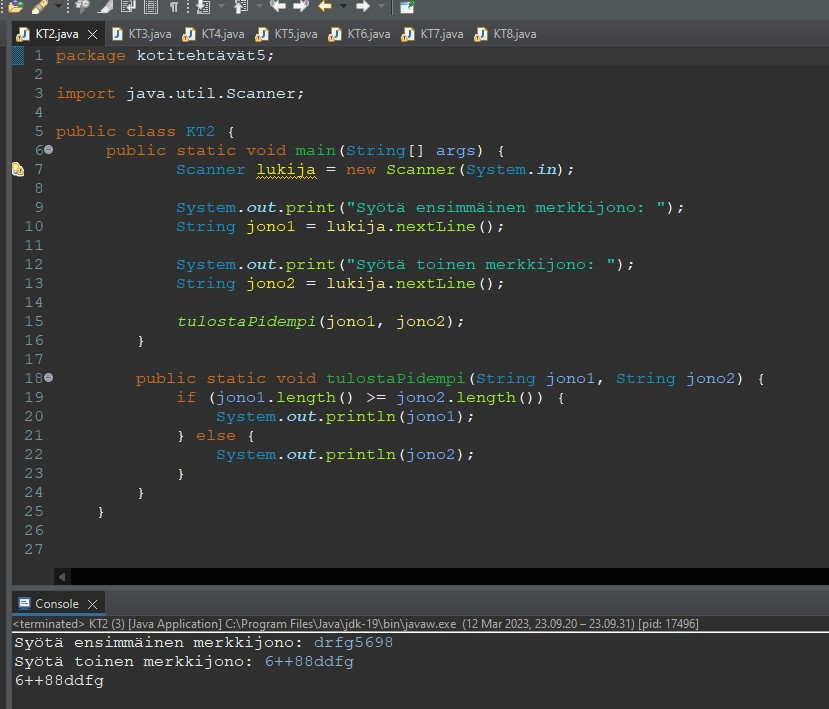 KT2.java KT3.java KT4.java KT5.java KT6.java KT7.java KT8.java
1 package kotitehtävät5;
2
3 import java.util.Scanner;
4
5 public class KT2 {
6 public static void main(String[] args) {
7 Scanner lukija = new Scanner(System.in);
8
9 System.out.print("Syötä ensimmäinen merkkijono: ");
10 String jono1 = lukija.nextLine();
11
12 System.out.print("Syötä toinen merkkijono: ");
13 String jono2 = lukija.nextLine();
14
15 tulostaPidempi(jono1, jono2);
16 }
17
18 public static void tulostaPidempi(String jono1, String jono2) {
19 if (jono1.length() >= jono2.length()) {
20 System.out.println(jono1);
21 } else {
22 System.out.println(jono2);
23 }
24 }
25 }
26
27
Console
<terminated> KT2 (3) [Java Application] C:\Program Files\Java\jdk-19\bin\javaw.exe (12 Mar 2023, 23.09.20 – 23.09.31) [pid: 17496]
Syötä ensimmäinen merkkijono: drfg5698
Syötä toinen merkkijono: 6++88ddfg
6++88ddfg